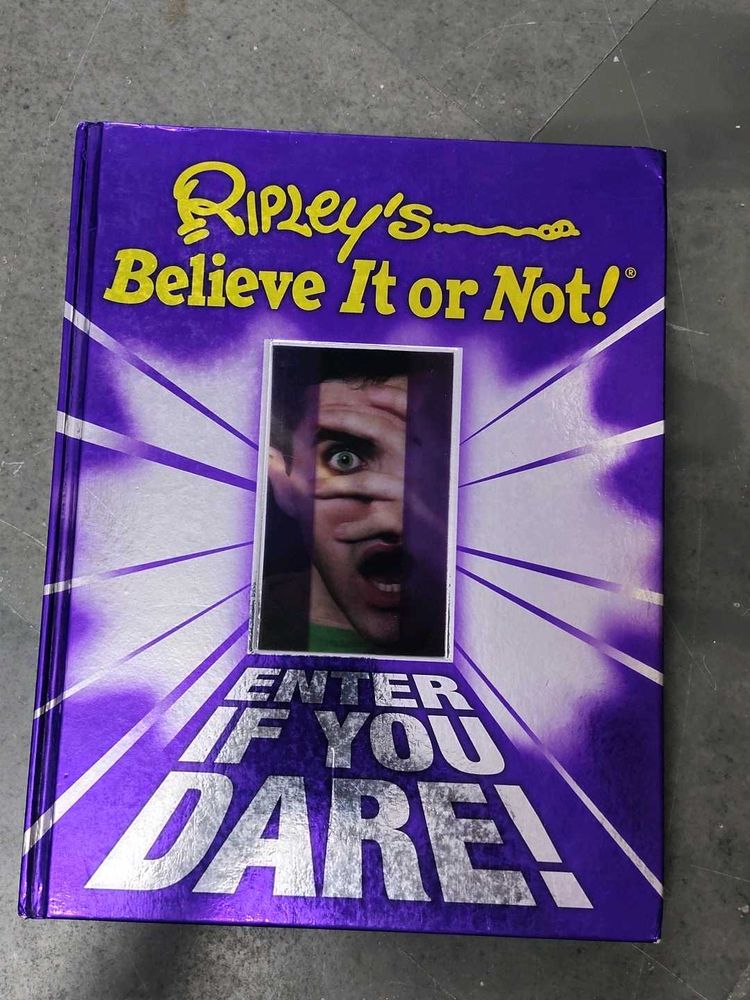 Ripley's
Believe It or Not!®
ENTER
IF YOU
DARE!